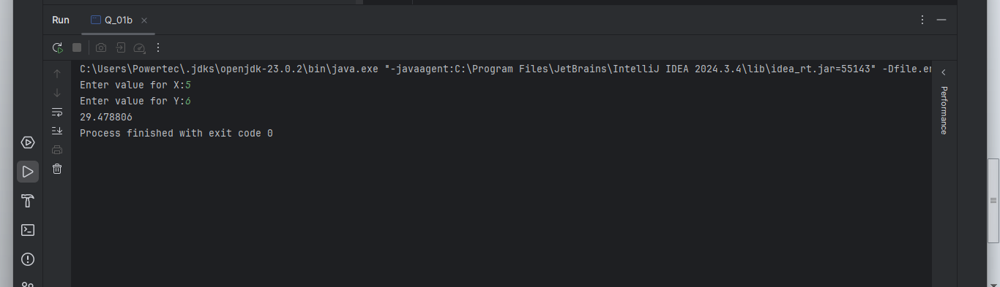 Run Q_01b
C:\Users\Powertec\.jdks\openjdk-23.0.2\bin\java.exe "-javaagent:C:\Program Files\JetBrains\IntelliJ IDEA 2024.3.4\lib\idea_rt.jar=55143" -Dfile.en
Enter value for X:5
Enter value for Y:6
29.478806
Process finished with exit code 0
Performance